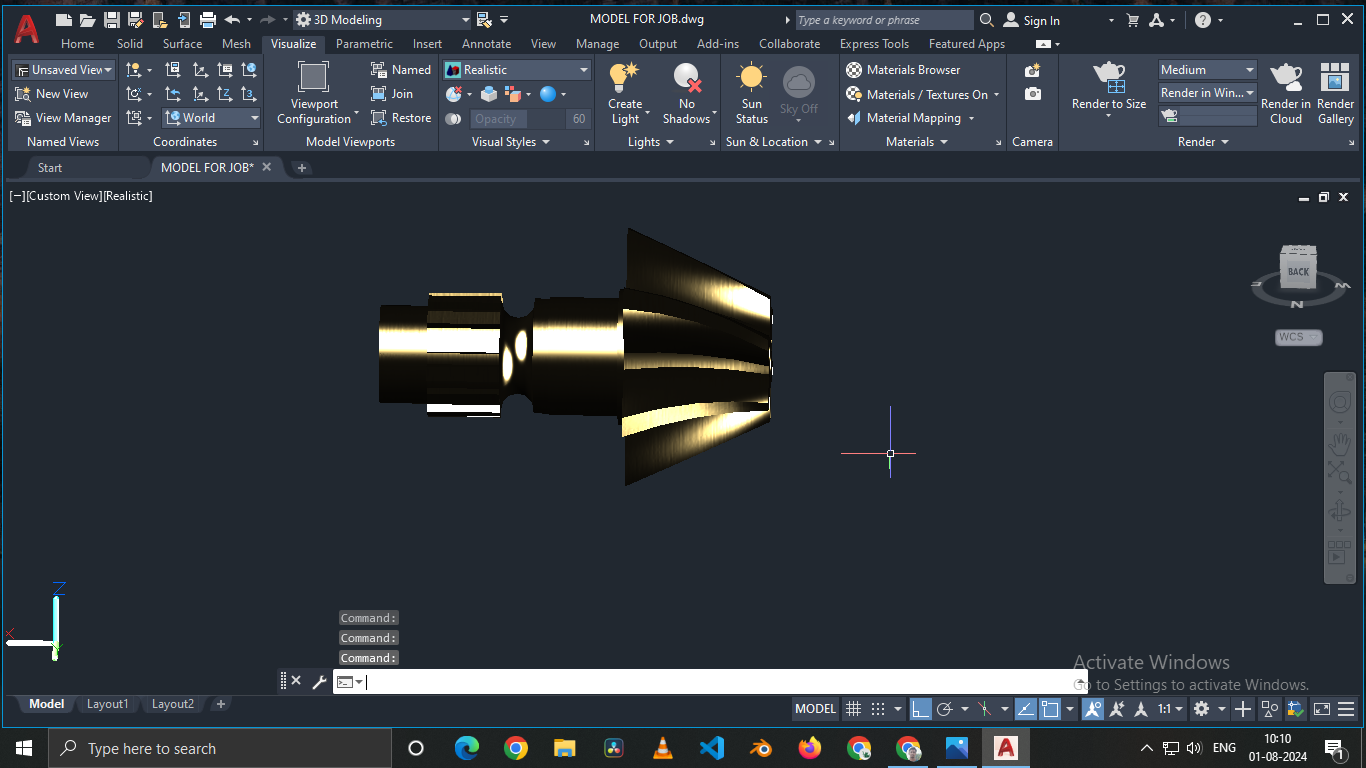 3D Modeling
MODEL FOR JOB.dwg
Type a keyword or phrase
Sign In
Home Solid Surface Mesh Visualize Parametric Insert Annotate View Manage Output Add-ins Collaborate Express Tools Featured Apps
Unsaved View
New View
View Manager
Named Views
World
Coordinates
Viewport
Configuration
Named
Join
Restore
Model Viewports
Realistic
Opacity 60
Visual Styles
Create
Light
No
Shadows
Lights
Sun
Status
Sky Off
Sun & Location
Materials Browser
Materials / Textures On
Material Mapping
Materials
Camera
Render to Size
Medium
Render in Win...
Render in
Cloud
Render
Gallery
Render
Start
MODEL FOR JOB*
[−][Custom View][Realistic]
BACK
N
WCS
Z
X
Y
Command:
Command:
Command:
Activate Windows
Go to Settings to activate Windows.
Model Layout1 Layout2
MODEL
1:1
Type here to search
ENG
10:10
01-08-2024
1